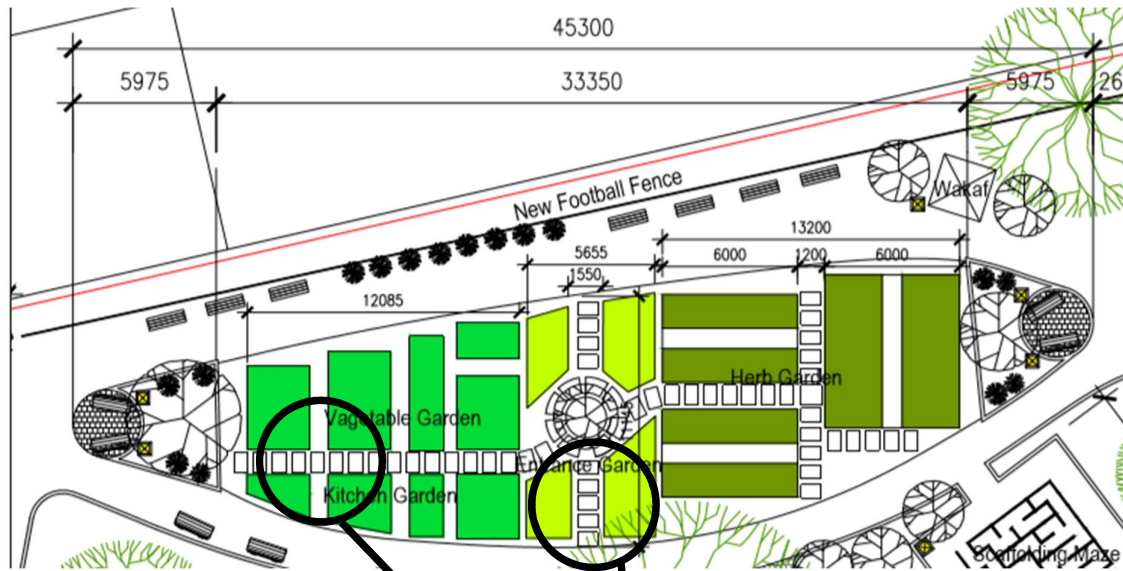 45300
5975
33350
5975
26
New Football Fence
Wakaf
13200
5655
6000
1200
6000
1550
12085
Herb Garden
Vagetable Garden
Entrance Garden
Kitchen Garden
Scaffolding Maze